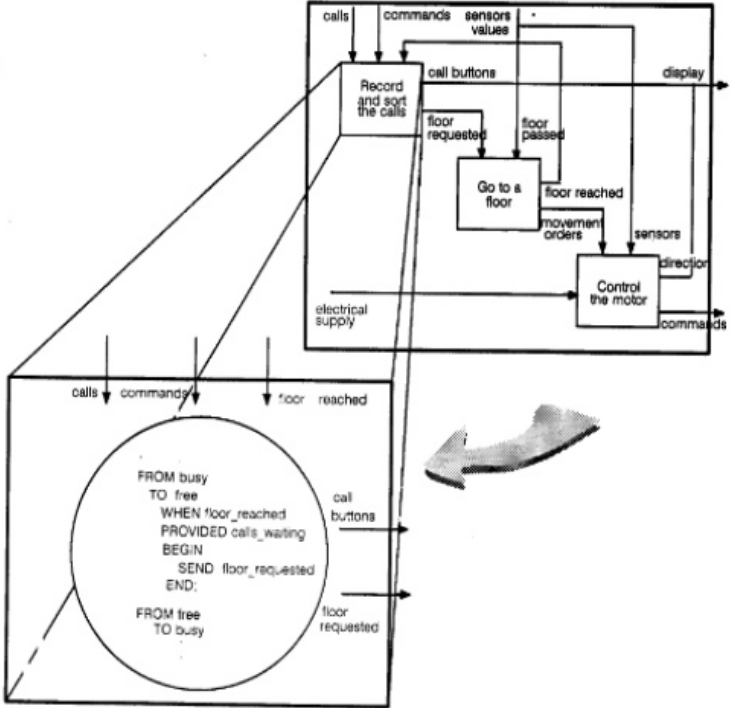 calls
commands
sensors
values
Record
and sort
the calls
call buttons
display
floor
requested
floor
passed
Go to a
floor
floor reached
movement
orders
sensors
direction
Control
the motor
electrical
supply
commands
calls
commands
floor reached
FROM busy
TO free
WHEN floor_reached
PROVIDED calls_waiting
BEGIN
SEND floor_requested
END;
FROM free
TO busy
call
buttons
floor
requested